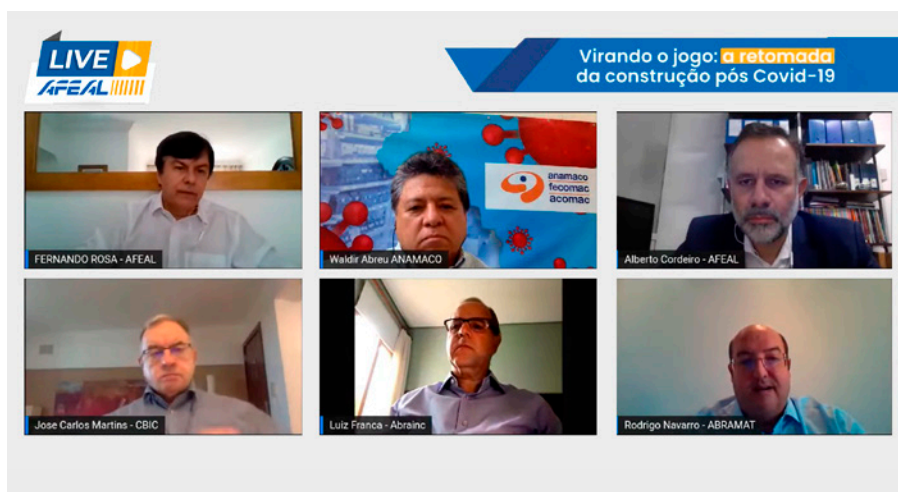 LIVE
AFEAL
Virando o jogo: a retomada
da construção pós Covid-19
anamaco
fecomac
acomac
FERNANDO ROSA - AFEAL
Waldir Abreu ANAMACO
Alberto Cordeiro - AFEAL
Jose Carlos Martins - CBIC
Luiz Franca - Abrainc
Rodrigo Navarro - ABRAMAT